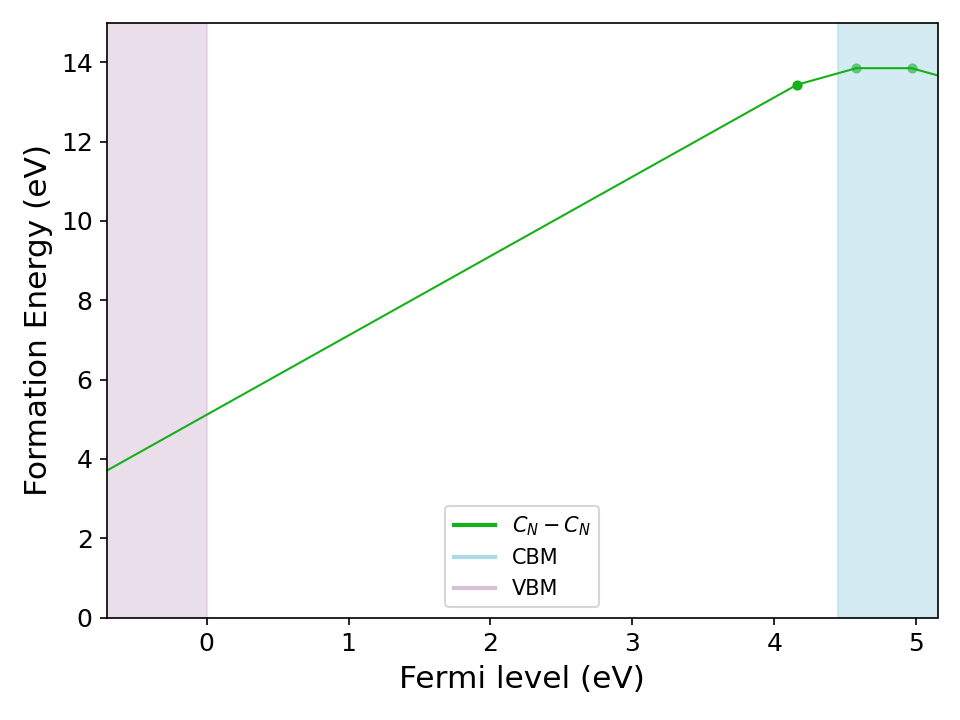 Formation Energy (eV)
14
12
10
8
6
4
2
0
C_N − C_N
CBM
VBM
0 1 2 3 4 5
Fermi level (eV)